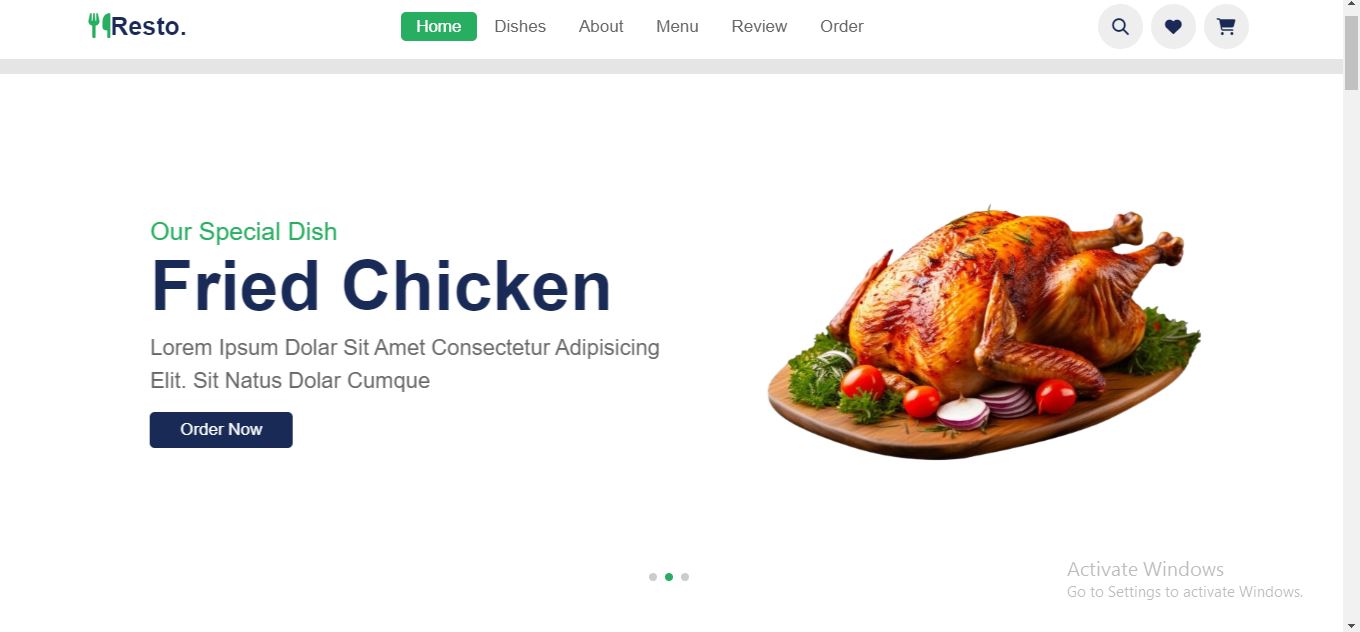 Resto.
Home Dishes About Menu Review Order
Our Special Dish
Fried Chicken
Lorem Ipsum Dolar Sit Amet Consectetur Adipisicing
Elit. Sit Natus Dolar Cumque
Order Now
Activate Windows
Go to Settings to activate Windows.